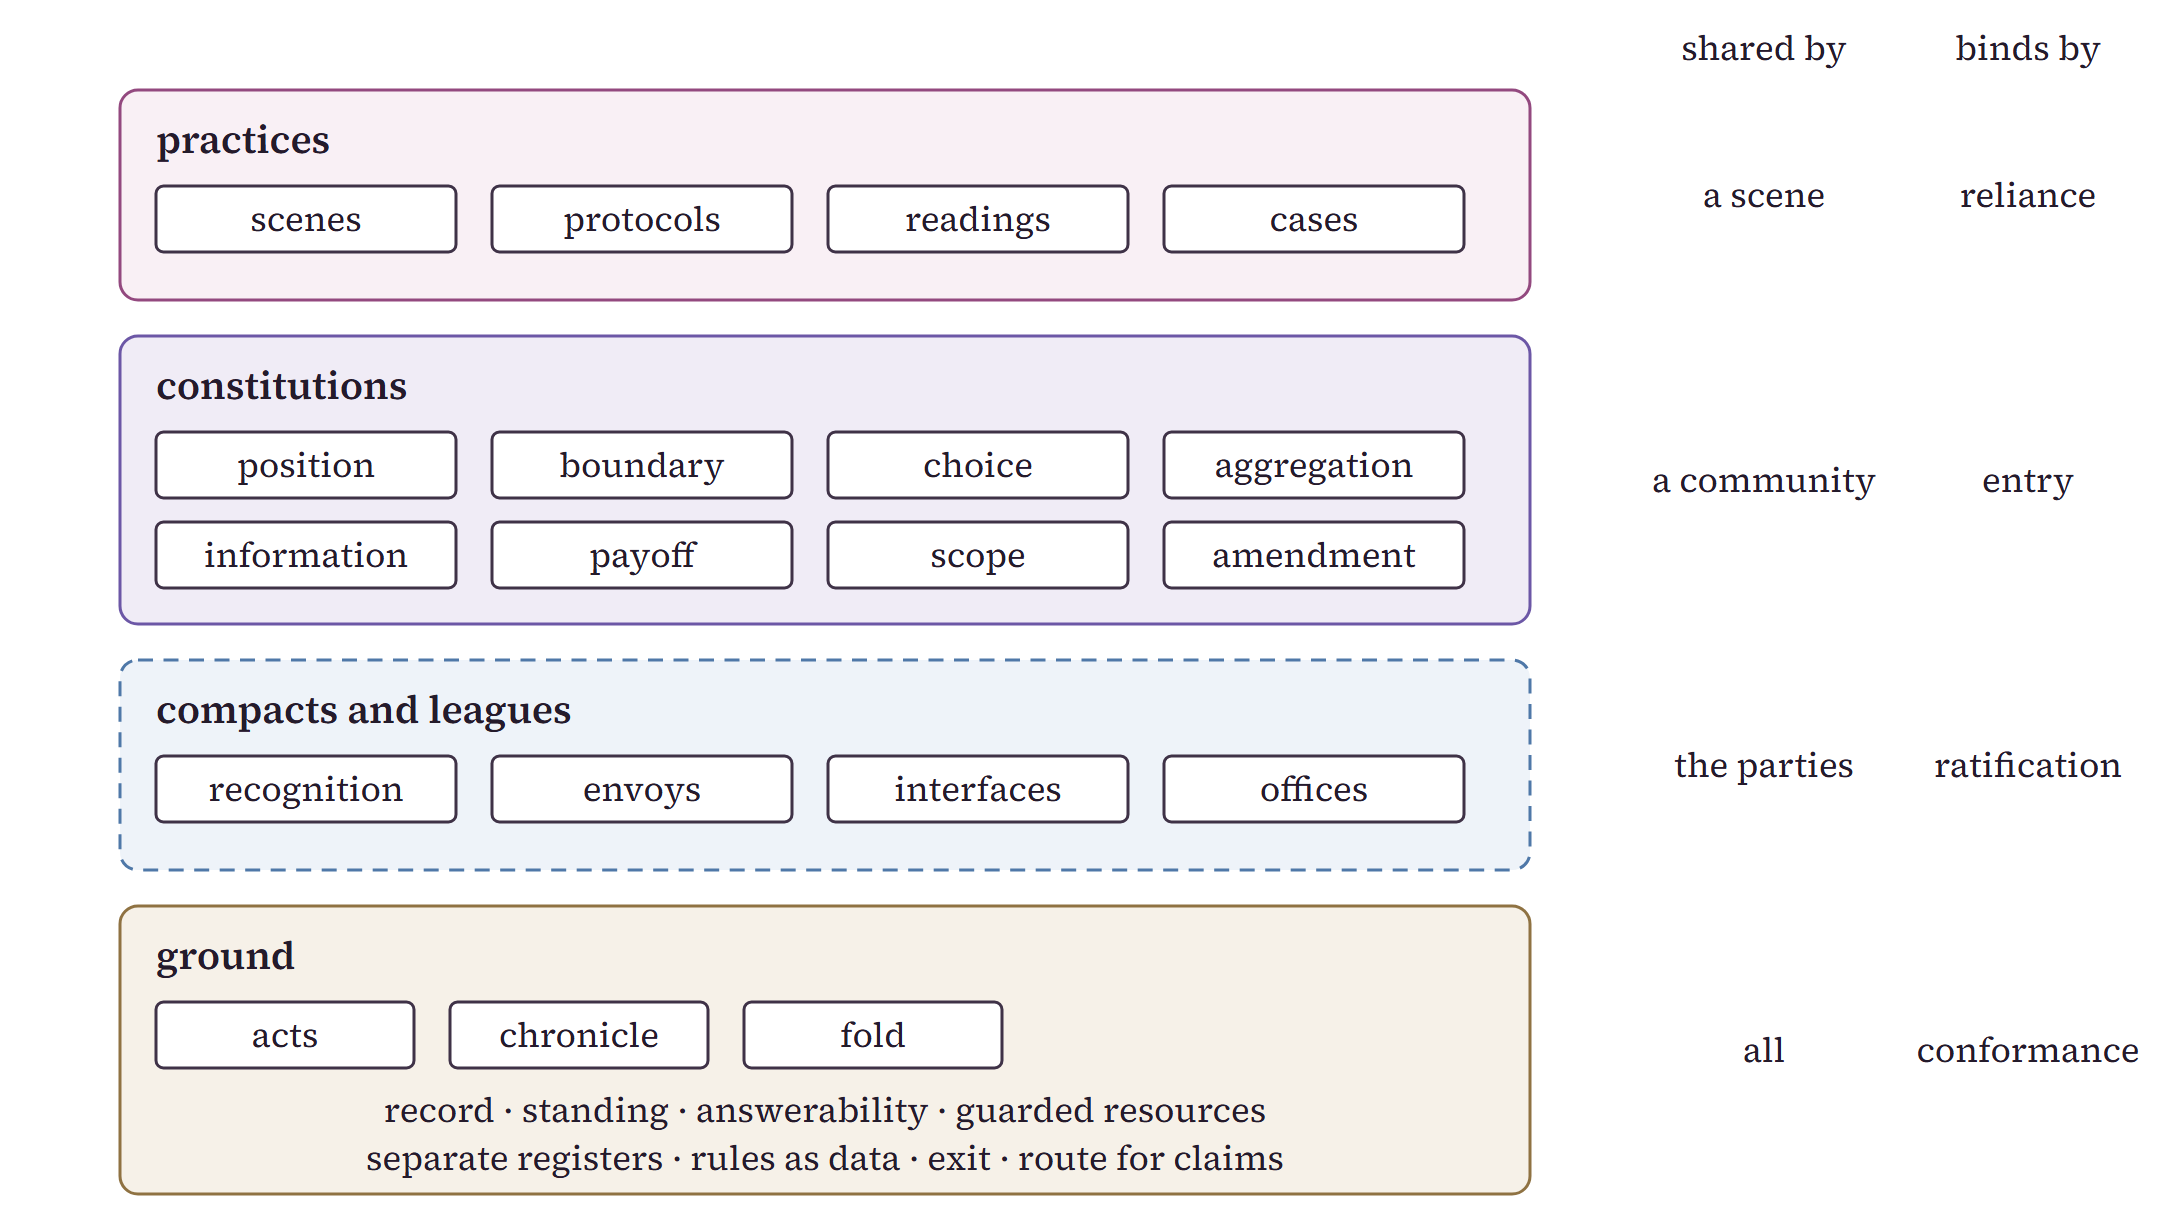 shared by binds by
practices
scenes protocols readings cases
a scene reliance
constitutions
position boundary choice aggregation
a community entry
information payoff scope amendment
compacts and leagues
recognition envoys interfaces offices
the parties ratification
ground
acts chronicle fold
all conformance
record · standing · answerability · guarded resources
separate registers · rules as data · exit · route for claims